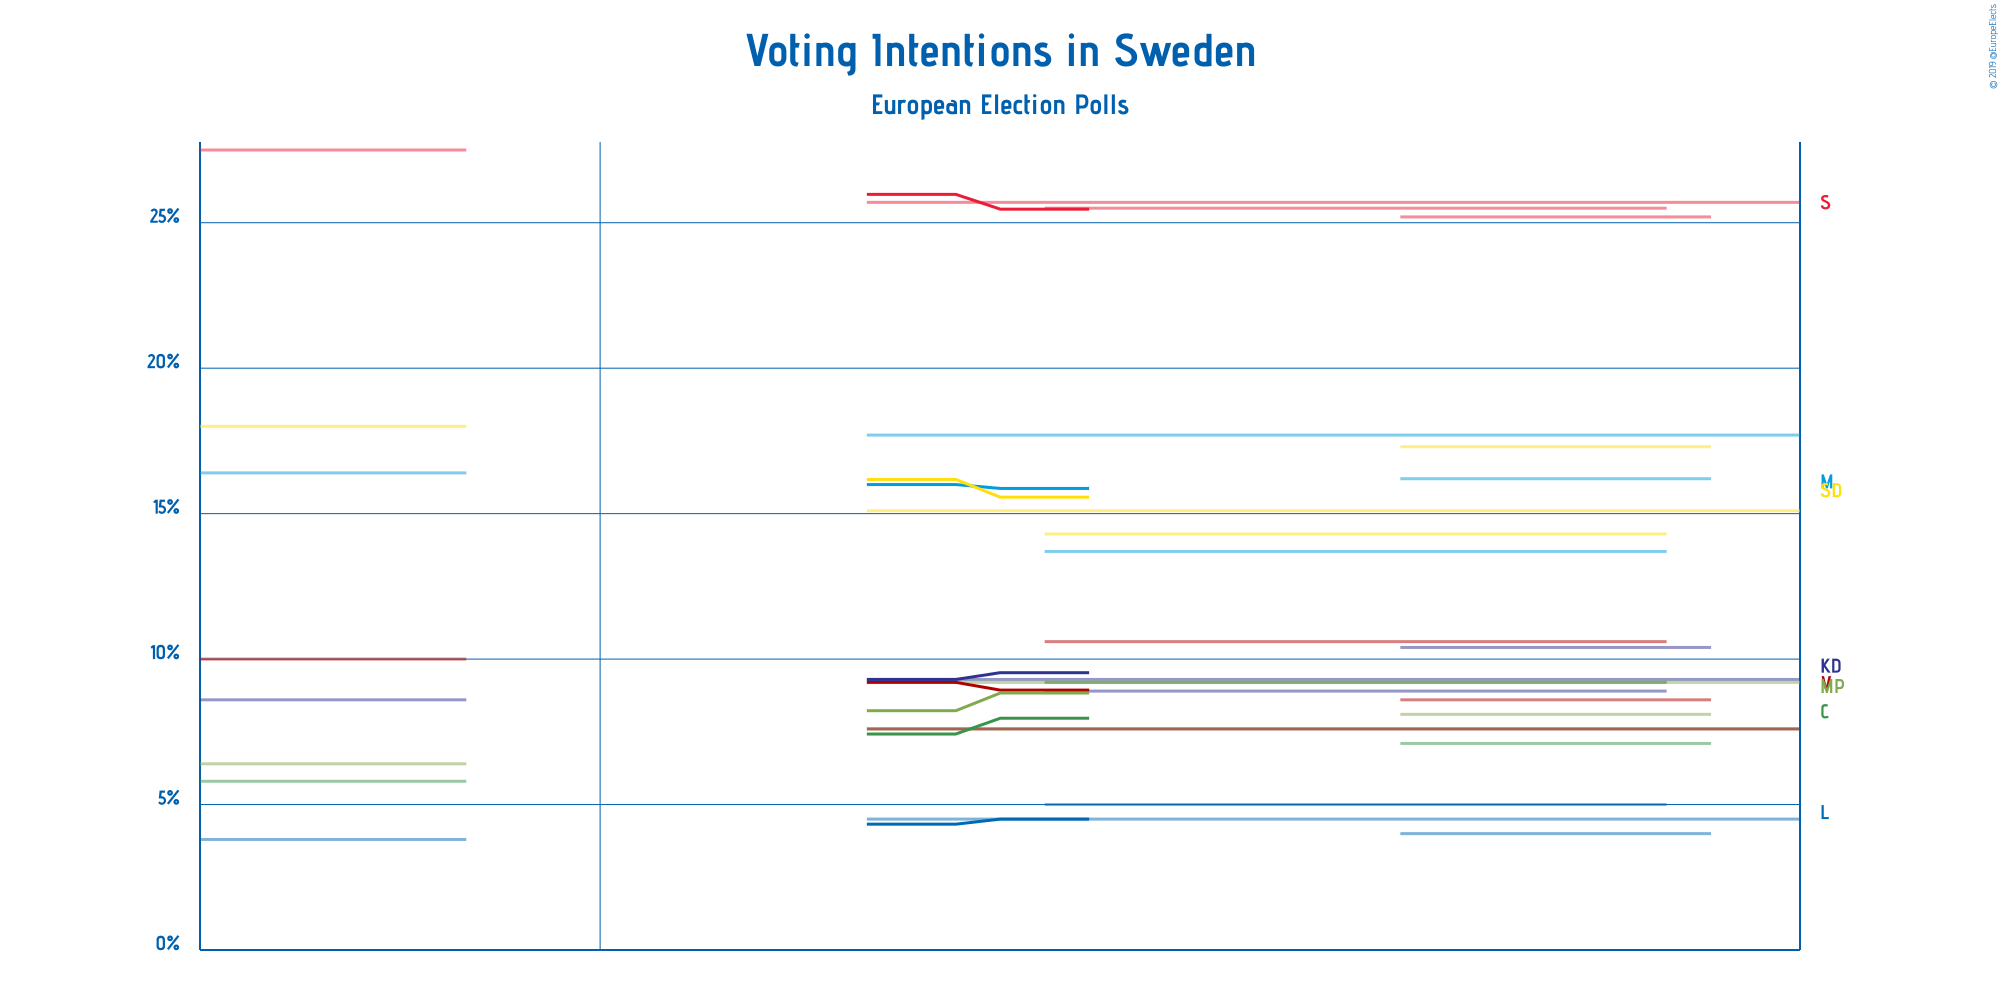 Voting Intentions in Sweden
European Election Polls
© 2019 @EuropeElects
25%
20%
15%
10%
5%
0%
S
M
SD
KD
V
MP
C
L